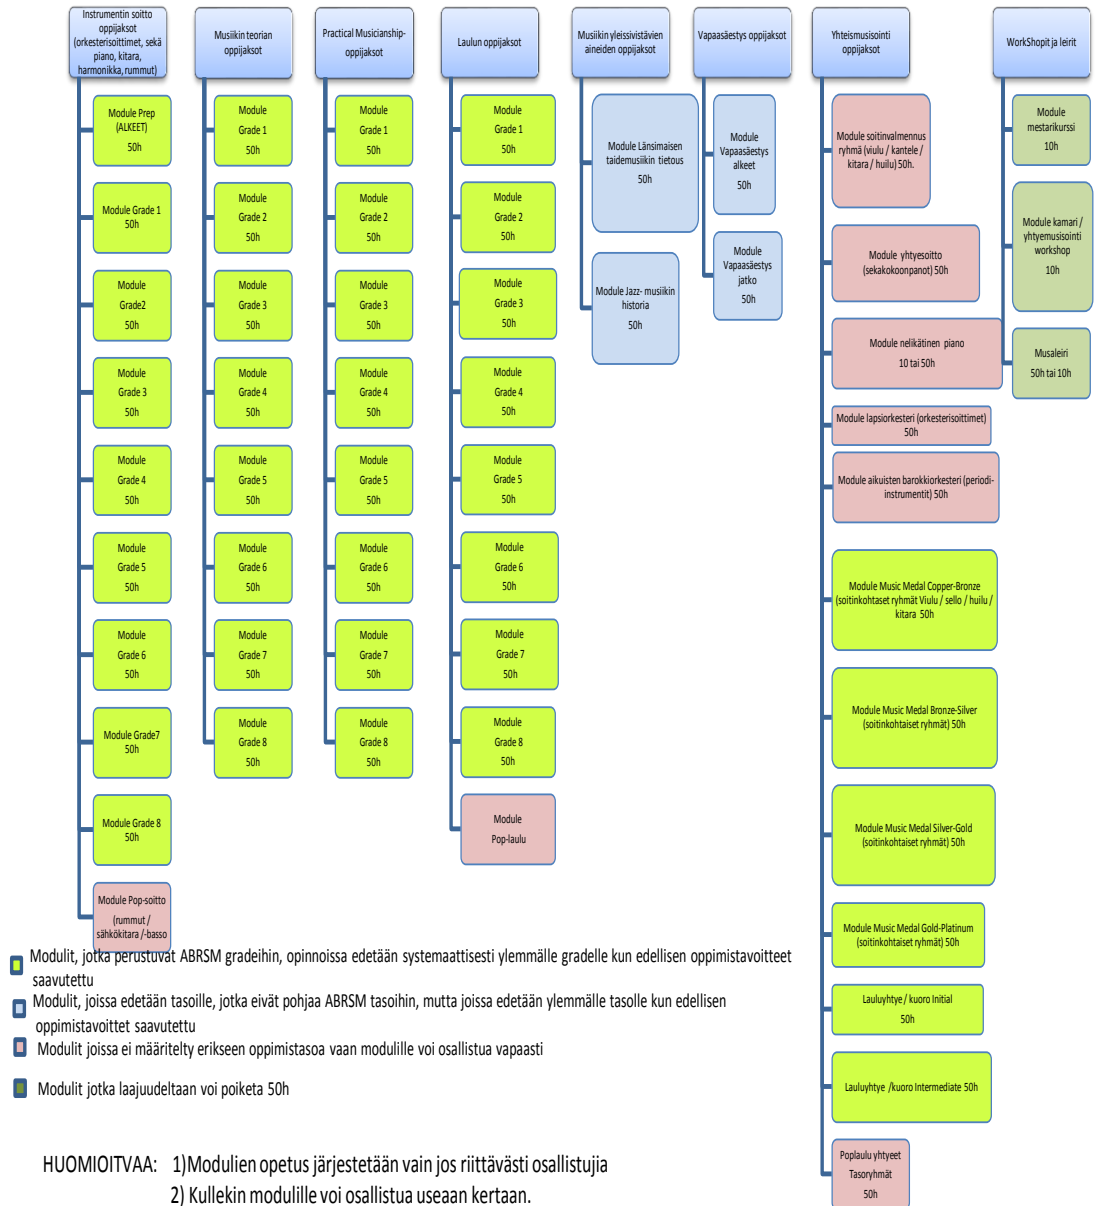 Instrumentin soitto
oppijaksot
(orkesterisoittimet, sekä
piano, kitara,
harmonikka, rummut)
Module Prep
(ALKEET)
50h
Module Grade 1
50h
Module
Grade2
50h
Module
Grade 3
50h
Module
Grade 4
50h
Module
Grade 5
50h
Module
Grade 6
50h
Module Grade7
50h
Module Grade 8
50h
Module Pop-soitto
(rummut /
sähkökitara /-basso
Musiikin teorian
oppijaksot
Module
Grade 1
50h
Module
Grade 2
50h
Module
Grade 3
50h
Module
Grade 4
50h
Module
Grade 5
50h
Module
Grade 6
50h
Module
Grade 7
50h
Module
Grade 8
50h
Practical Musicianship-
oppijaksot
Module
Grade 1
50h
Module
Grade 2
50h
Module
Grade 3
50h
Module
Grade 4
50h
Module
Grade 5
50h
Module
Grade 6
50h
Module
Grade 7
50h
Module
Grade 8
50h
Laulun oppijaksot
Module
Grade 1
50h
Module
Grade 2
50h
Module
Grade 3
50h
Module
Grade 4
50h
Module
Grade 5
50h
Module
Grade 6
50h
Module
Grade 7
50h
Module
Grade 8
50h
Module
Pop-laulu
Musiikin yleissivistävien
aineiden oppijaksot
Module Länsimaisen
taidemusiikin tietous
50h
Module Jazz- musiikin
historia
50h
Vapaasäestys oppijaksot
Module
Vapaasäestys
alkeet
50h
Module
Vapaasäestys
jatko
50h
Yhteismusisointi
oppijaksot
Module soitinvalmennus
ryhmä (viulu / kantele /
kitara / huilu) 50h.
Module yhtyesoitto
(sekakokoonpanot) 50h
Module nelikätinen piano
10 tai 50h
Module lapsiorkesteri (orkesterisoittimet)
50h
Module aikuisten barokkiorkesteri (periodi-
instrumentit) 50h
Module Music Medal Copper-Bronze
(soitinkohtaset ryhmät Viulu / sello / huilu /
kitara 50h
Module Music Medal Bronze-Silver
(soitinkohtaiset ryhmät) 50h
Module Music Medal Silver-Gold
(soitinkohtaiset ryhmät) 50h
Module Music Medal Gold-Platinum
(soitinkohtaiset ryhmät) 50h
Lauluyhtye / kuoro Initial
50h
Lauluyhtye /kuoro Intermediate 50h
Poplaulu yhtyeet
Tasoryhmät
50h
WorkShopit ja leirit
Module
mestarikurssi
10h
Module kamari /
yhtyemusisointi
workshop
10h
Musaleiri
50h tai 10h
Modulit, jotka perustuvat ABRSM gradeihin, opinnoissa edetään systemaattisesti ylemmälle gradelle kun edellisen oppimistavoitteet
saavutettu
Modulit, joissa edetään tasoille, jotka eivät pohjaa ABRSM tasoihin, mutta joissa edetään ylemmälle tasolle kun edellisen
oppimistavoittet saavutettu
Modulit joissa ei määritelty erikseen oppimistasoa vaan modulille voi osallistua vapaasti
Modulit jotka laajuudeltaan voi poiketa 50h
HUOMIOITVAA: 1)Modulien opetus järjestetään vain jos riittävästi osallistujia
2) Kullekin modulille voi osallistua useaan kertaan.